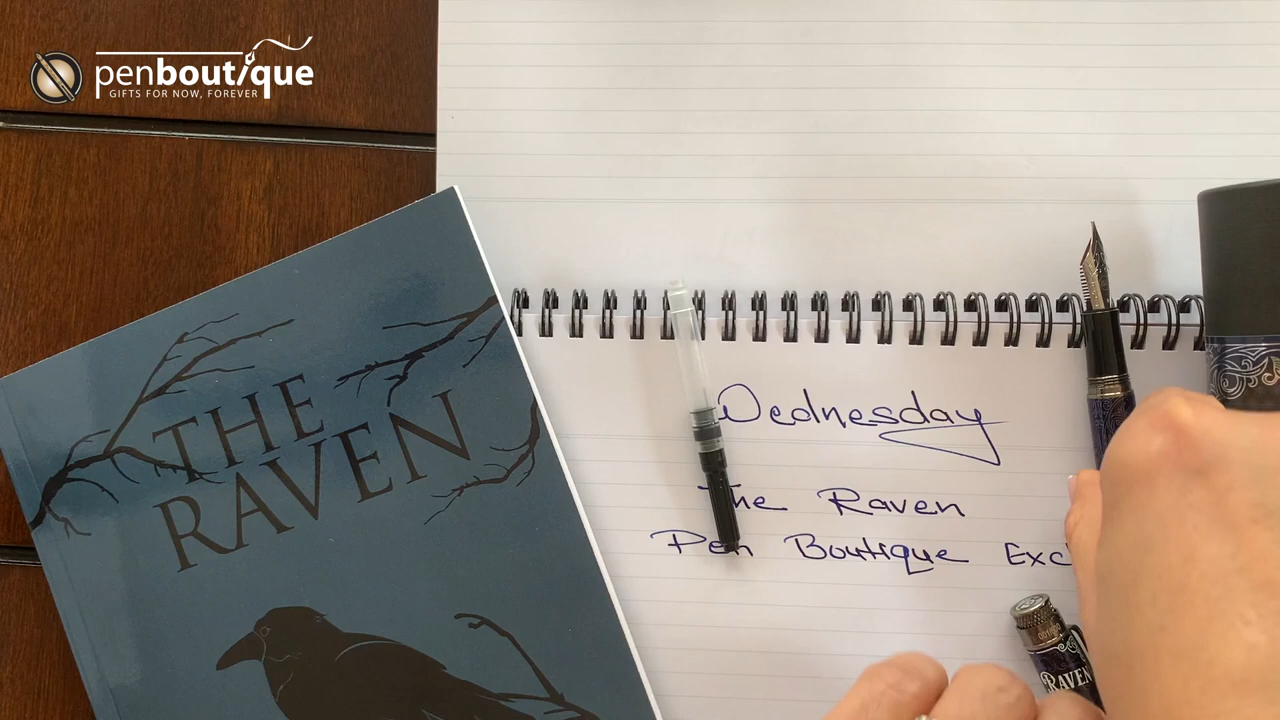 penboutique
GIFTS FOR NOW, FOREVER
THE
RAVEN
Wednesday
The Raven
Pen Boutique Exc
RAVEN